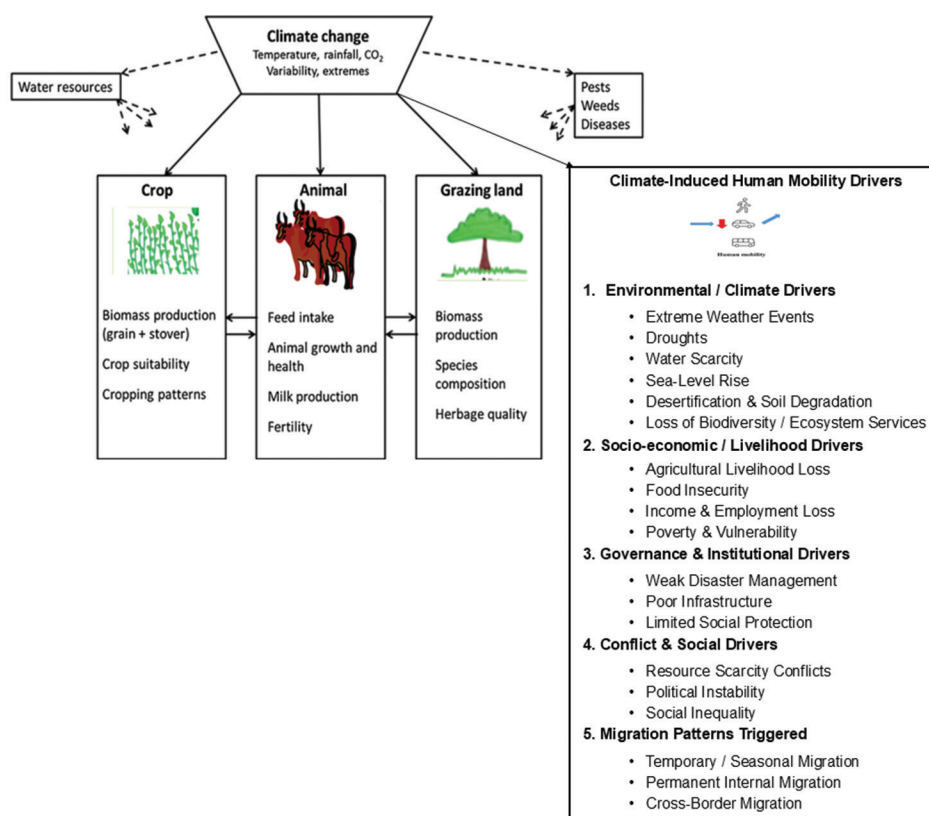 Climate change
Temperature, rainfall, CO₂
Variability, extremes
Water resources
Pests
Weeds
Diseases
Crop
Biomass production
(grain + stover)
Crop suitability
Cropping patterns
Animal
Feed intake
Animal growth and
health
Milk production
Fertility
Grazing land
Biomass
production
Species
composition
Herbage quality
Climate-Induced Human Mobility Drivers
Human mobility
1. Environmental / Climate Drivers
• Extreme Weather Events
• Droughts
• Water Scarcity
• Sea-Level Rise
• Desertification & Soil Degradation
• Loss of Biodiversity / Ecosystem Services
2. Socio-economic / Livelihood Drivers
• Agricultural Livelihood Loss
• Food Insecurity
• Income & Employment Loss
• Poverty & Vulnerability
3. Governance & Institutional Drivers
• Weak Disaster Management
• Poor Infrastructure
• Limited Social Protection
4. Conflict & Social Drivers
• Resource Scarcity Conflicts
• Political Instability
• Social Inequality
5. Migration Patterns Triggered
• Temporary / Seasonal Migration
• Permanent Internal Migration
• Cross-Border Migration